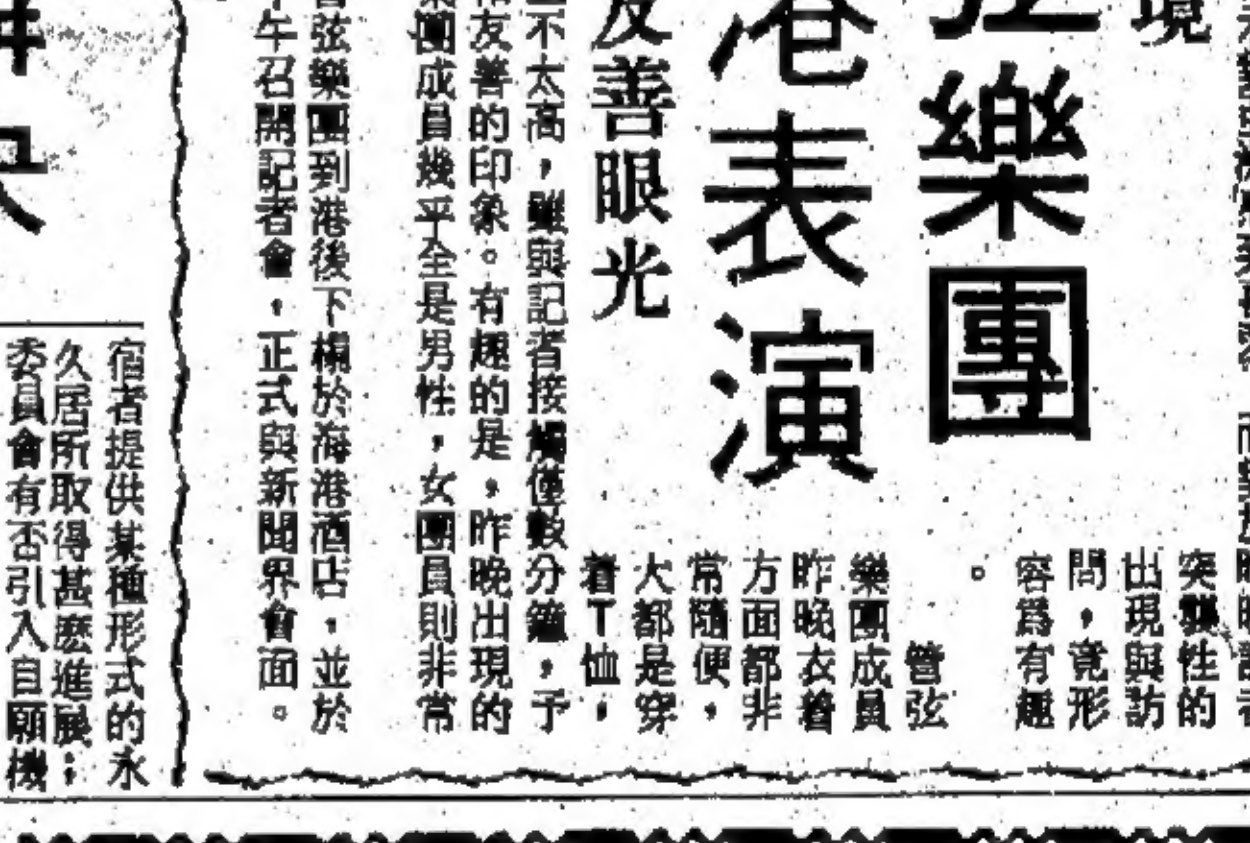 境
弦樂團
港表演
友善眼光
突襲性的
出現與訪
問，竟形
容爲有趣
。
管弦
樂團成員
昨晚衣着
方面都非
常隨便，
大都是穿
着T恤，
不太高，雖與記者接觸僅數分鐘，予
和友善的印象。有趣的是，昨晚出現的
樂團成員幾乎全是男性，女團員則非常
管弦樂團到港後下榻於海港酒店，並於
午召開記者會，正式與新聞界會面。
宿者提供某種形式的永
久居所取得甚麽進展；
委員會有否引入自願機